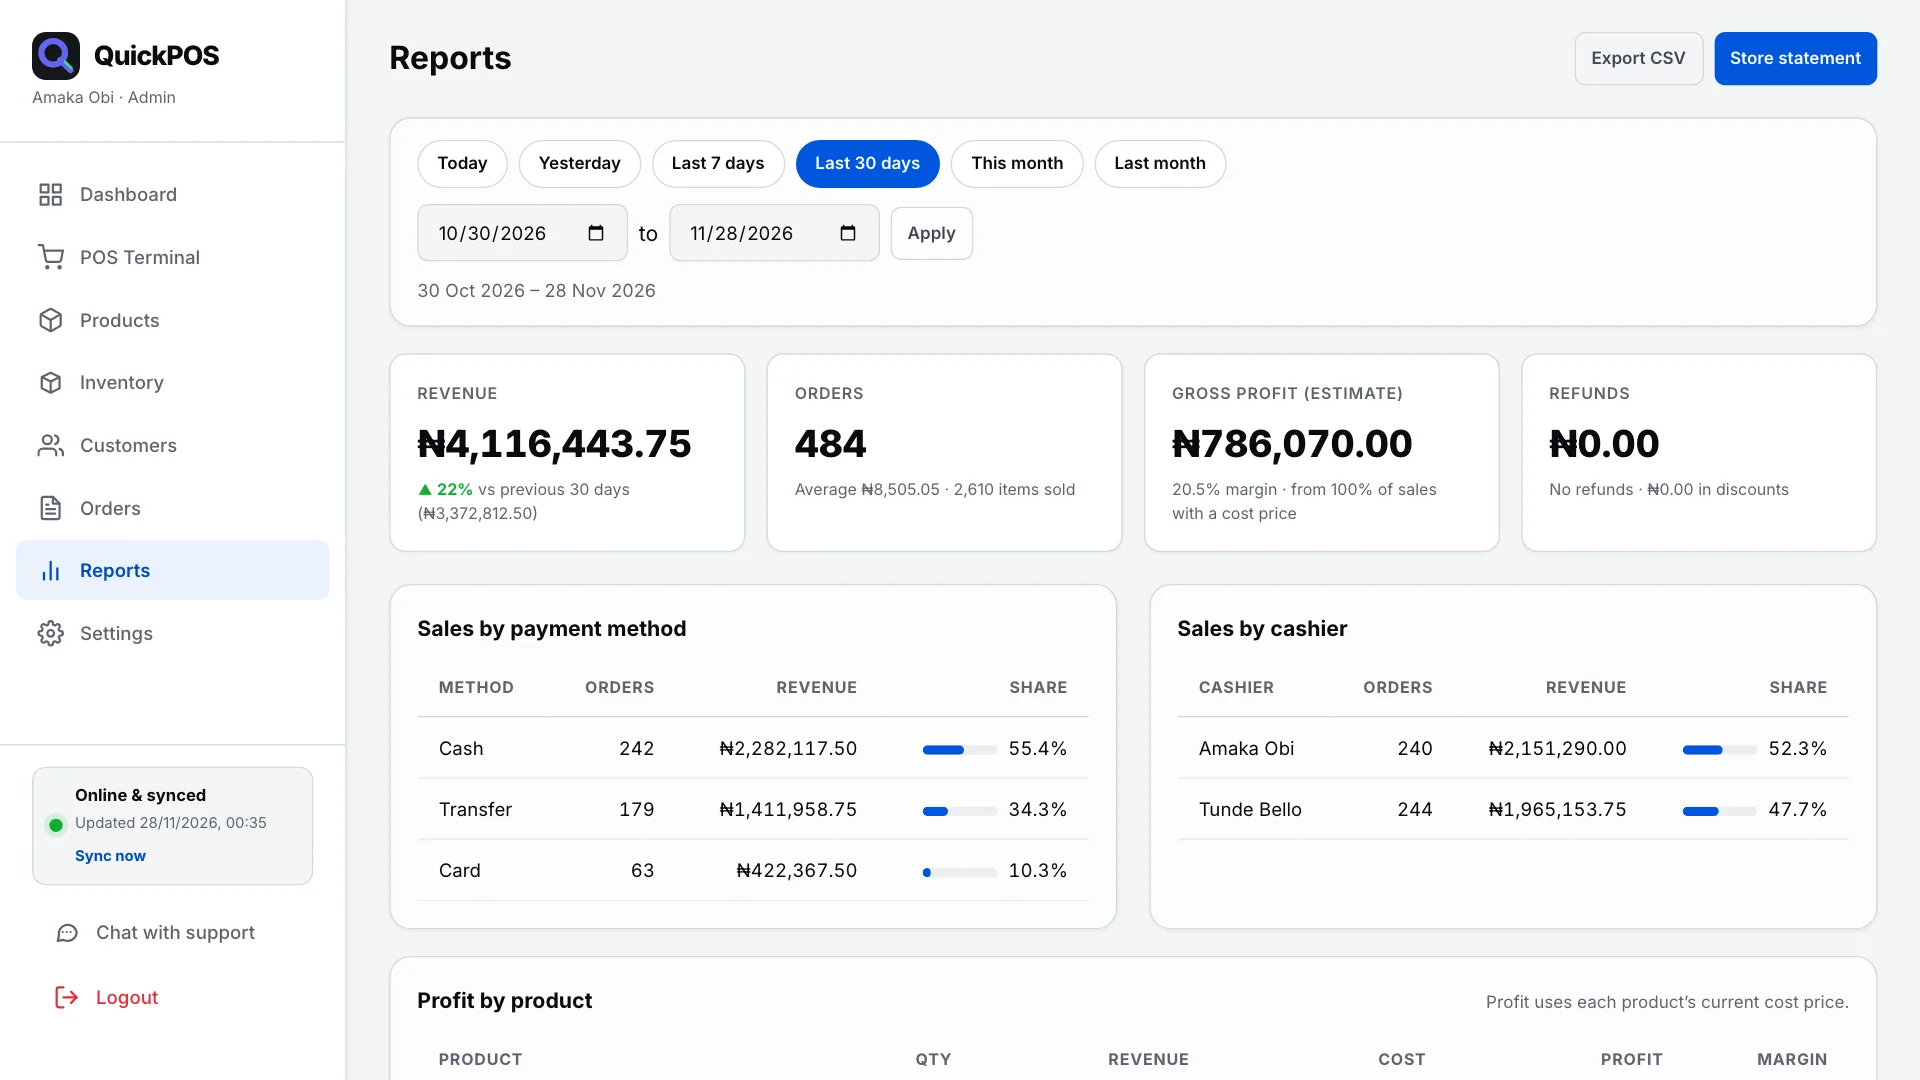 QuickPOS
Amaka Obi · Admin
Dashboard
POS Terminal
Products
Inventory
Customers
Orders
Reports
Settings
Online & synced
Updated 28/11/2026, 00:35
Sync now
Chat with support
Logout
Reports
Export CSV
Store statement
Today
Yesterday
Last 7 days
Last 30 days
This month
Last month
10/30/2026 to 11/28/2026 Apply
30 Oct 2026 – 28 Nov 2026
REVENUE
₦4,116,443.75
▲ 22% vs previous 30 days
(₦3,372,812.50)
ORDERS
484
Average ₦8,505.05 · 2,610 items sold
GROSS PROFIT (ESTIMATE)
₦786,070.00
20.5% margin · from 100% of sales
with a cost price
REFUNDS
₦0.00
No refunds · ₦0.00 in discounts
Sales by payment method
METHOD ORDERS REVENUE SHARE
Cash 242 ₦2,282,117.50 55.4%
Transfer 179 ₦1,411,958.75 34.3%
Card 63 ₦422,367.50 10.3%
Sales by cashier
CASHIER ORDERS REVENUE SHARE
Amaka Obi 240 ₦2,151,290.00 52.3%
Tunde Bello 244 ₦1,965,153.75 47.7%
Profit by product
Profit uses each product’s current cost price.
PRODUCT QTY REVENUE COST PROFIT MARGIN